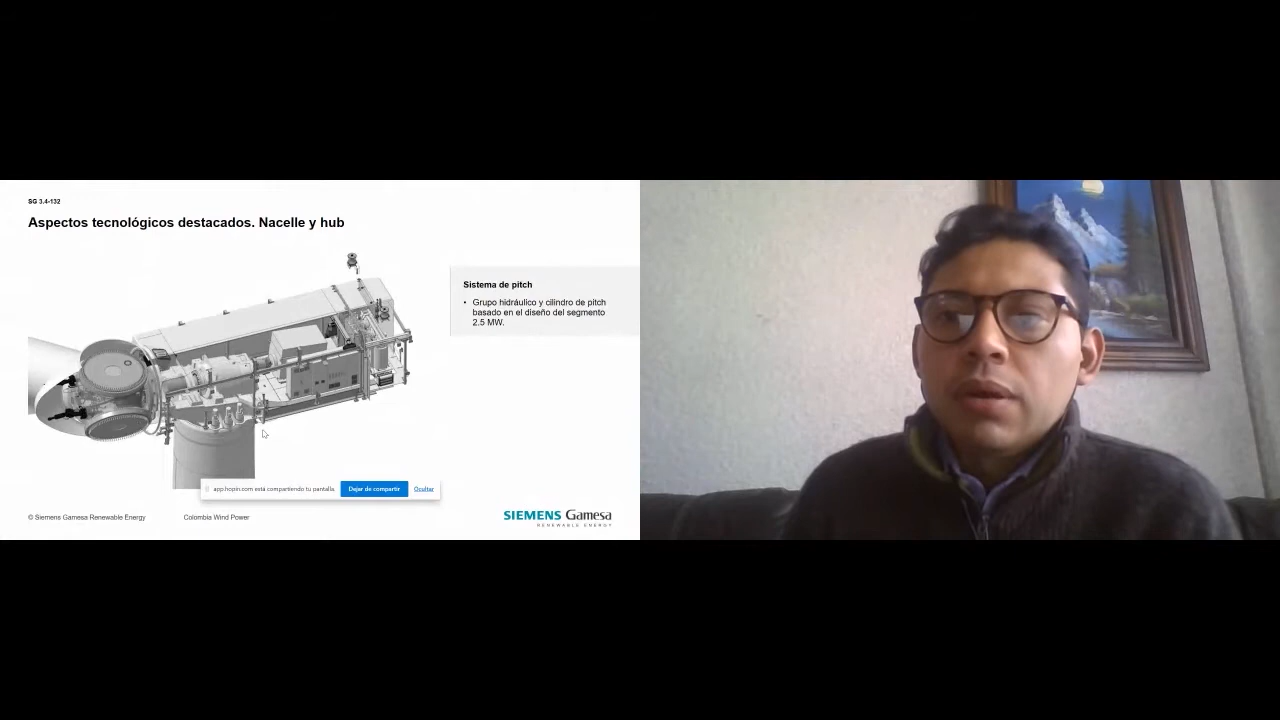 SG 3.4-132
Aspectos tecnológicos destacados. Nacelle y hub
Sistema de pitch
• Grupo hidráulico y cilindro de pitch
basado en el diseño del segmento
2.5 MW.
app.hopin.com está compartiendo tu pantalla.
Dejar de compartir
Ocultar
© Siemens Gamesa Renewable Energy
Colombia Wind Power
SIEMENS Gamesa
RENEWABLE ENERGY